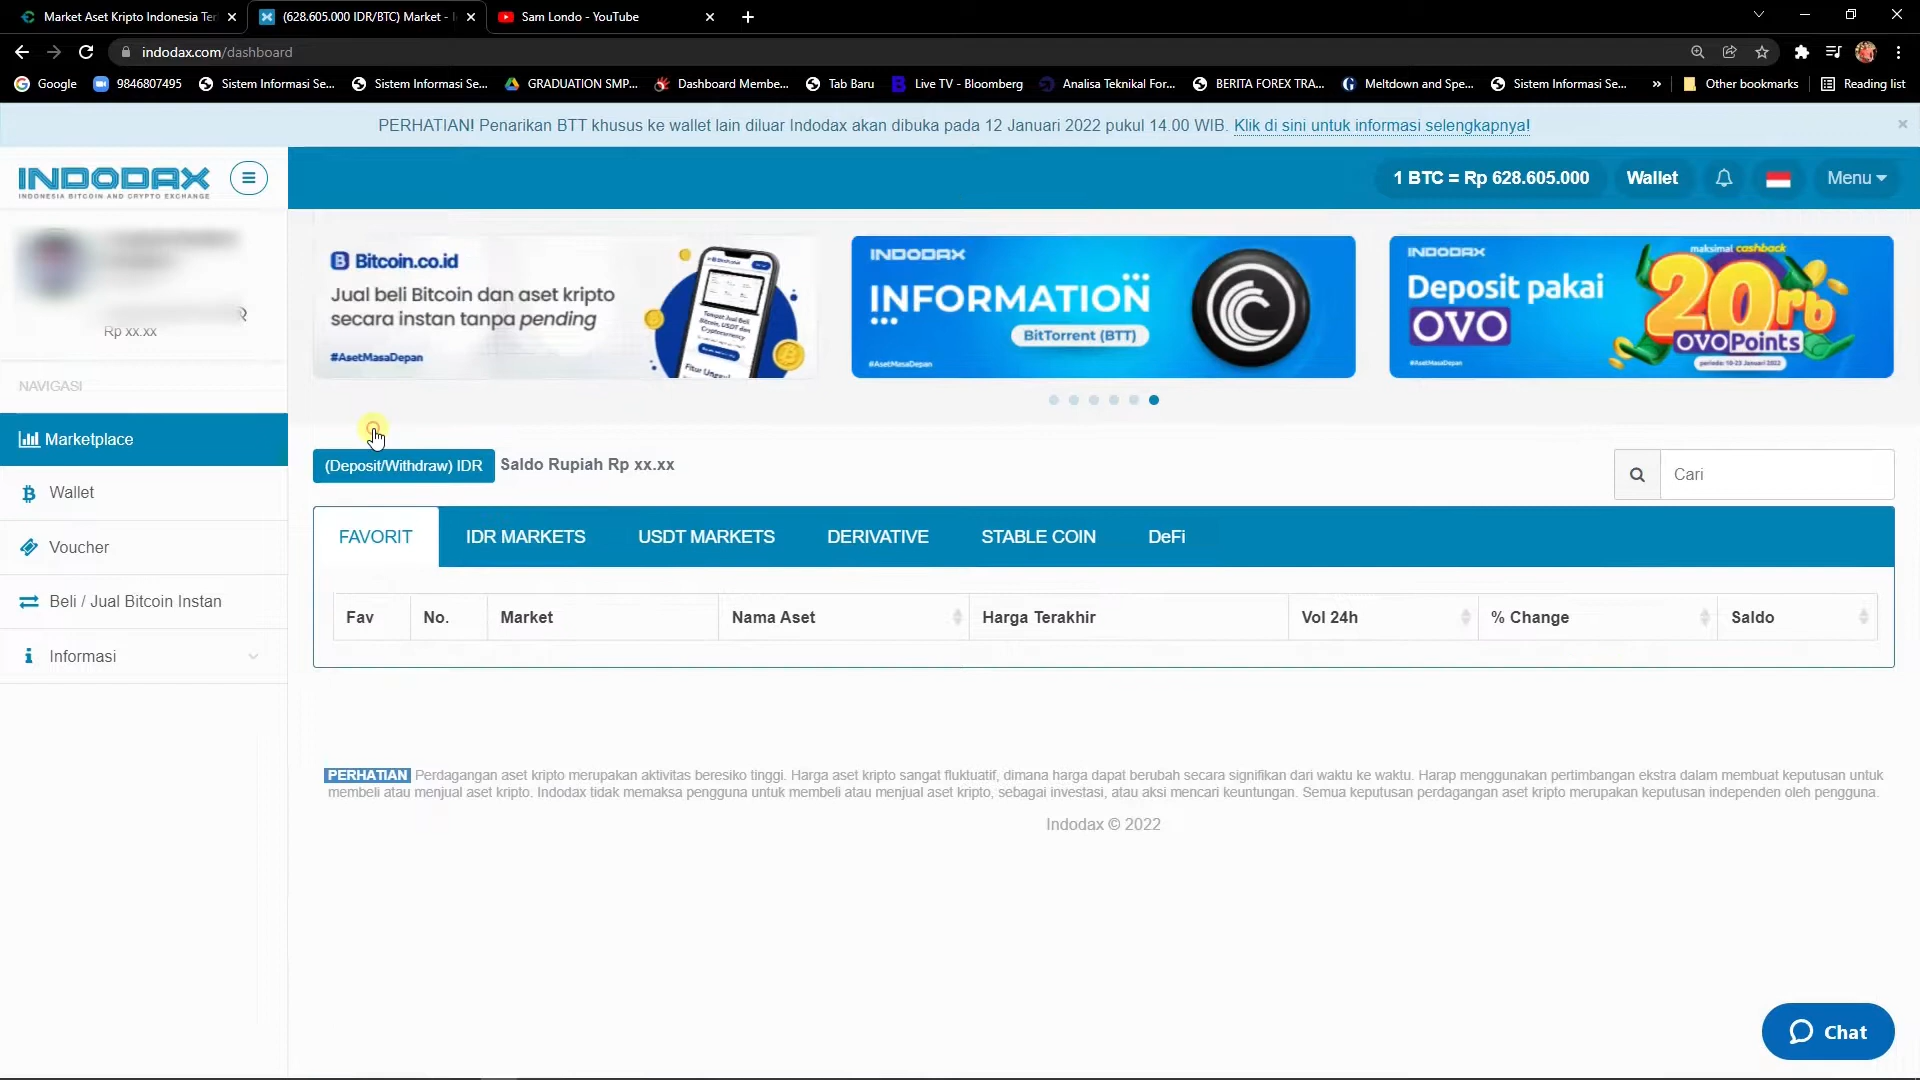 Market Aset Kripto Indonesia Ter
(628.605.000 IDR/BTC) Market -
Sam Londo - YouTube
indodax.com/dashboard
Google
9846807495
Sistem Informasi Se...
Sistem Informasi Se...
GRADUATION SMP...
Dashboard Membe...
Tab Baru
Live TV - Bloomberg
Analisa Teknikal For...
BERITA FOREX TRA...
Meltdown and Spe...
Sistem Informasi Se...
Other bookmarks
Reading list
PERHATIAN! Penarikan BTT khusus ke wallet lain diluar Indodax akan dibuka pada 12 Januari 2022 pukul 14.00 WIB. Klik di sini untuk informasi selengkapnya!
INDODAX
INDONESIA BITCOIN AND CRYPTO EXCHANGE
1 BTC = Rp 628.605.000
Wallet
Menu
Rp xx.xx
NAVIGASI
Marketplace
Wallet
Voucher
Beli / Jual Bitcoin Instan
Informasi
Bitcoin.co.id
Jual beli Bitcoin dan aset kripto
secara instan tanpa pending
#AsetMasaDepan
INDODAX
INFORMATION
BitTorrent (BTT)
#AsetMasaDepan
INDODAX
Deposit pakai
OVO
maksimal cashback
20rb
OVO Points
periode: 10-23 Januari 2022
#AsetMasaDepan
(Deposit/Withdraw) IDR
Saldo Rupiah Rp xx.xx
Cari
FAVORIT
IDR MARKETS
USDT MARKETS
DERIVATIVE
STABLE COIN
DeFi
Fav
No.
Market
Nama Aset
Harga Terakhir
Vol 24h
% Change
Saldo
PERHATIAN Perdagangan aset kripto merupakan aktivitas beresiko tinggi. Harga aset kripto sangat fluktuatif, dimana harga dapat berubah secara signifikan dari waktu ke waktu. Harap menggunakan pertimbangan ekstra dalam membuat keputusan untuk
membeli atau menjual aset kripto. Indodax tidak memaksa pengguna untuk membeli atau menjual aset kripto, sebagai investasi, atau aksi mencari keuntungan. Semua keputusan perdagangan aset kripto merupakan keputusan independen oleh pengguna.
Indodax © 2022
Chat